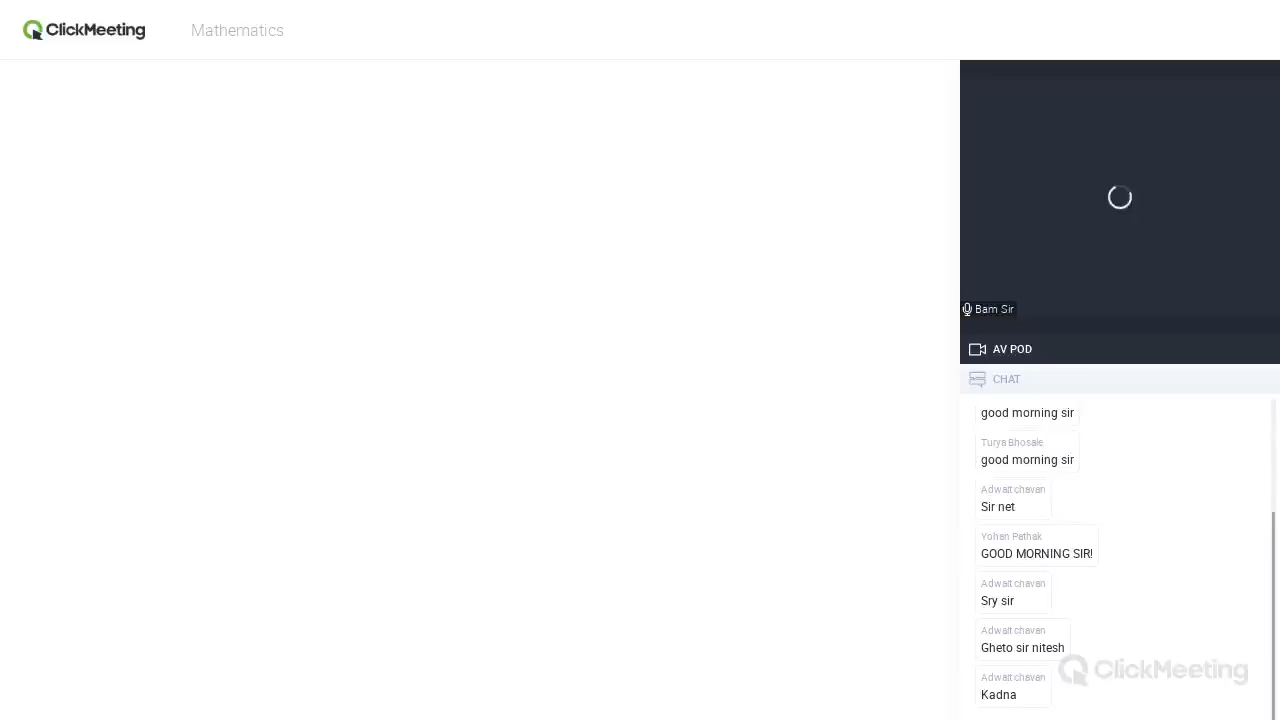 ClickMeeting
Mathematics
Bam Sir
AV POD
CHAT
good morning sir
Turya Bhosale
good morning sir
Adwait chavan
Sir net
Yohan Pathak
GOOD MORNING SIR!
Adwait chavan
Sry sir
Adwait chavan
Gheto sir nitesh
ClickMeeting
Adwait chavan
Kadna